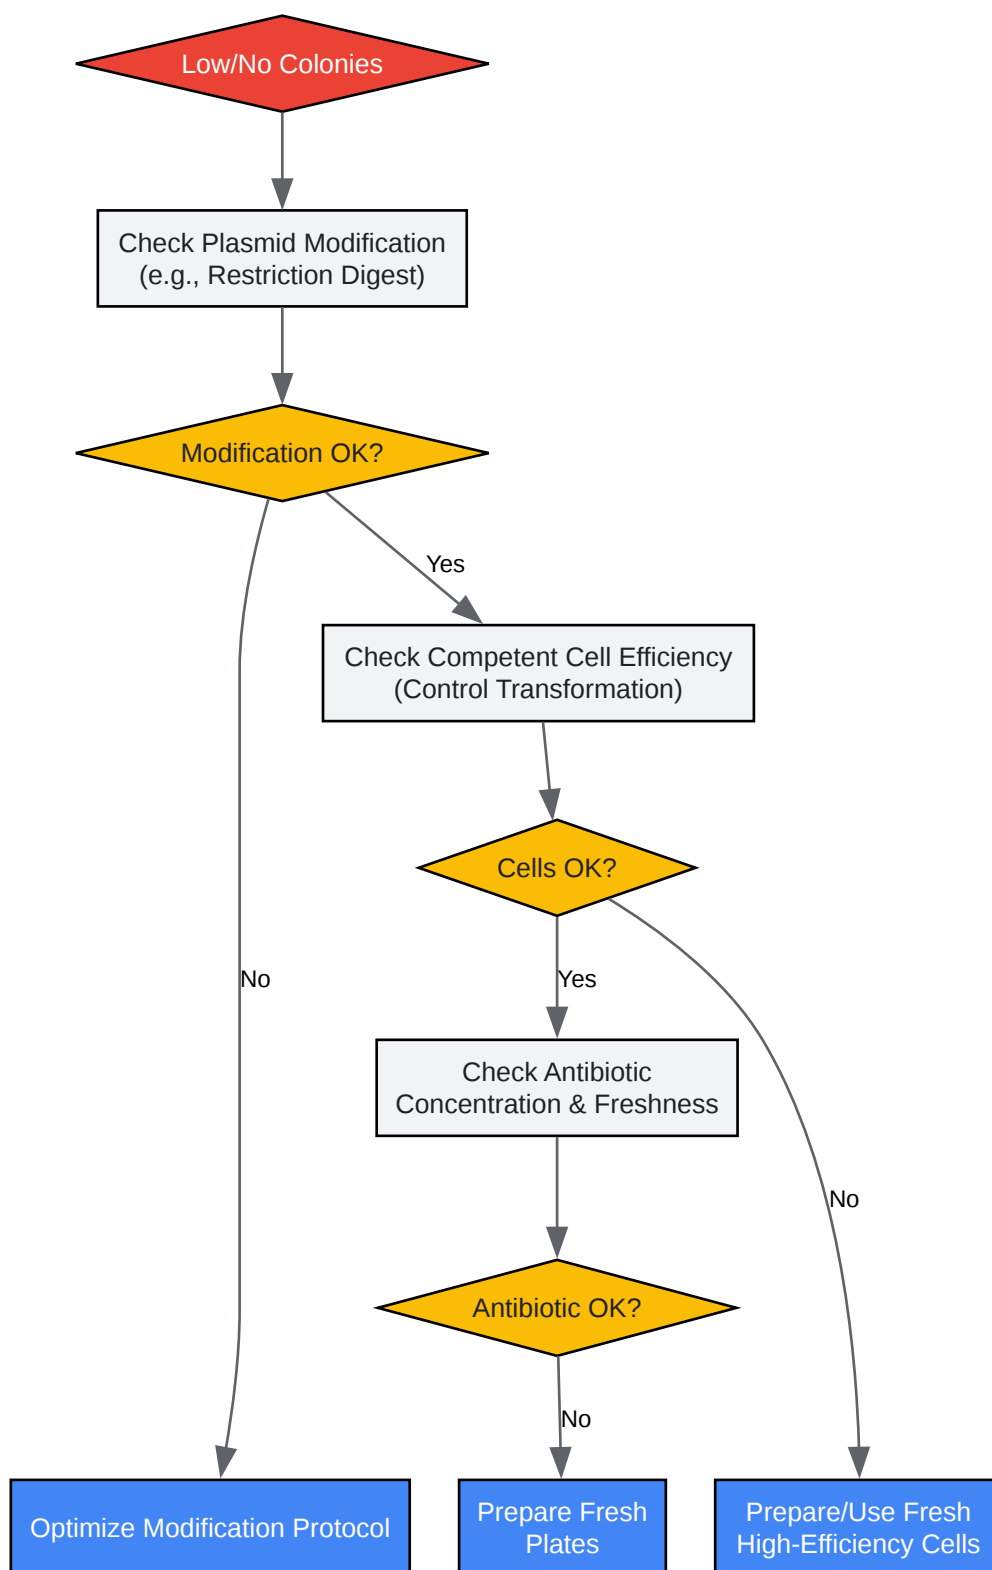 Low/No Colonies
Check Plasmid Modification
(e.g., Restriction Digest)
Modification OK?
Yes
Check Competent Cell Efficiency
(Control Transformation)
Cells OK?
No
Yes
Check Antibiotic
Concentration & Freshness
No
Antibiotic OK?
No
Optimize Modification Protocol
Prepare Fresh
Plates
Prepare/Use Fresh
High-Efficiency Cells